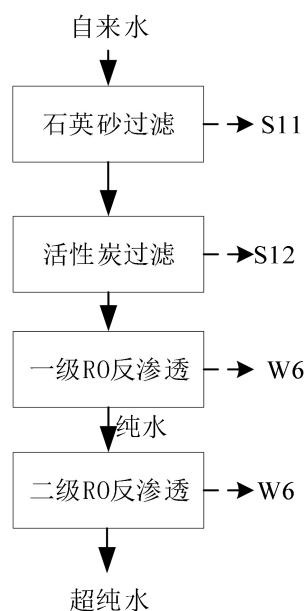 自来水
石英砂过滤
S11
活性炭过滤
S12
一级RO反渗透
W6
纯水
二级RO反渗透
W6
超纯水